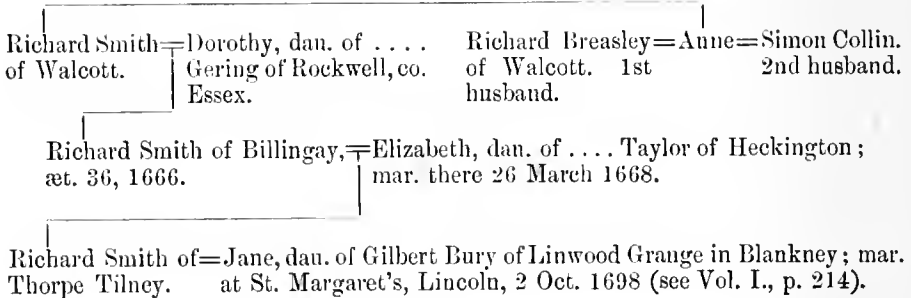 Richard Smith=Dorothy, dau. of . . . .
of Walcott. Gering of Rockwell, co.
Essex.
Richard Breasley=Anne=Simon Collin.
of Walcott. 1st 2nd husband.
husband.
Richard Smith of Billingay,=Elizabeth, dau. of . . . . Taylor of Heckington;
æt. 36, 1666. mar. there 26 March 1668.
Richard Smith of=Jane, dau. of Gilbert Bury of Linwood Grange in Blankney; mar.
Thorpe Tilney. at St. Margaret's, Lincoln, 2 Oct. 1698 (see Vol. I., p. 214).